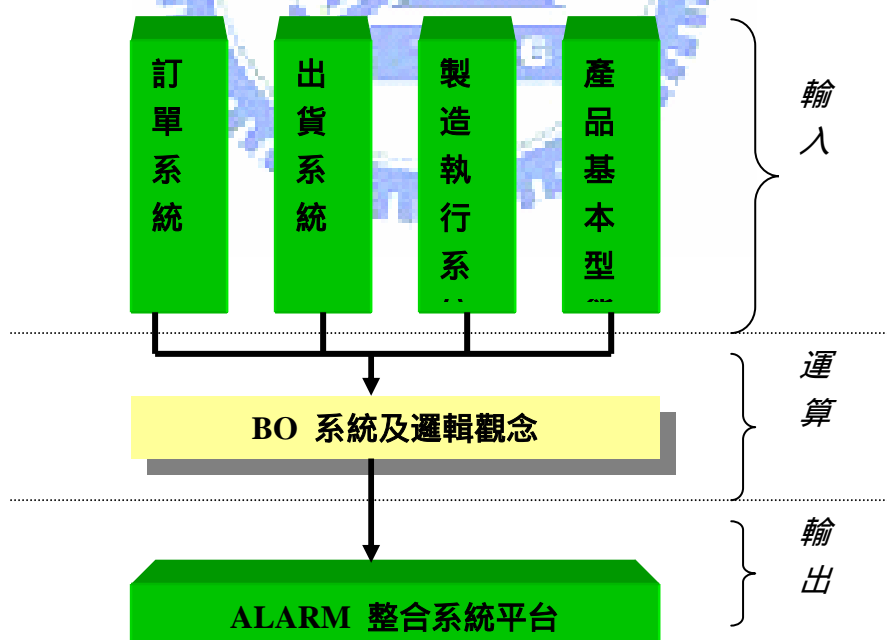 訂單系統
出貨系統
製造執行系
產品基本型
輸入
BO 系統及邏輯觀念
運算
ALARM 整合系統平台
輸出